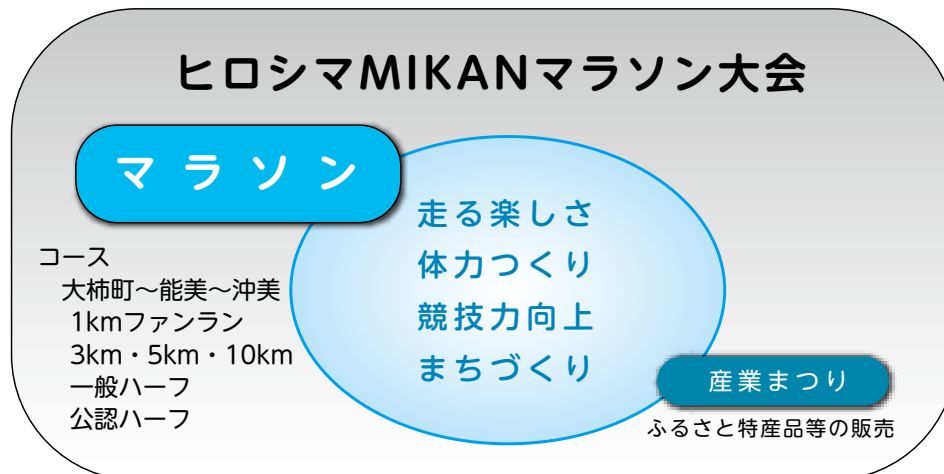 ヒロシマMIKANマラソン大会
マラソン
走る楽しさ
体力つくり
競技力向上
まちづくり
コース
大柿町～能美～沖美
1kmファンラン
3km・5km・10km
一般ハーフ
公認ハーフ
産業まつり
ふるさと特産品等の販売